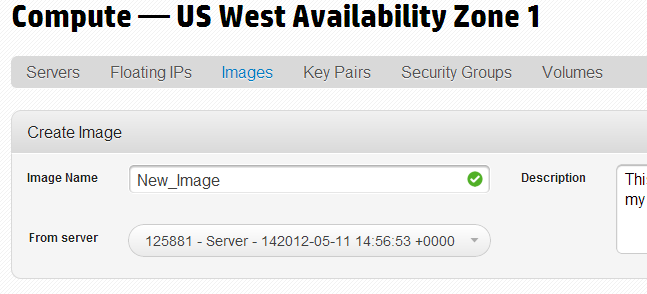 Compute — US West Availability Zone 1
Servers Floating IPs Images Key Pairs Security Groups Volumes
Create Image
Image Name New_Image Description This
my
From server 125881 - Server - 142012-05-11 14:56:53 +0000